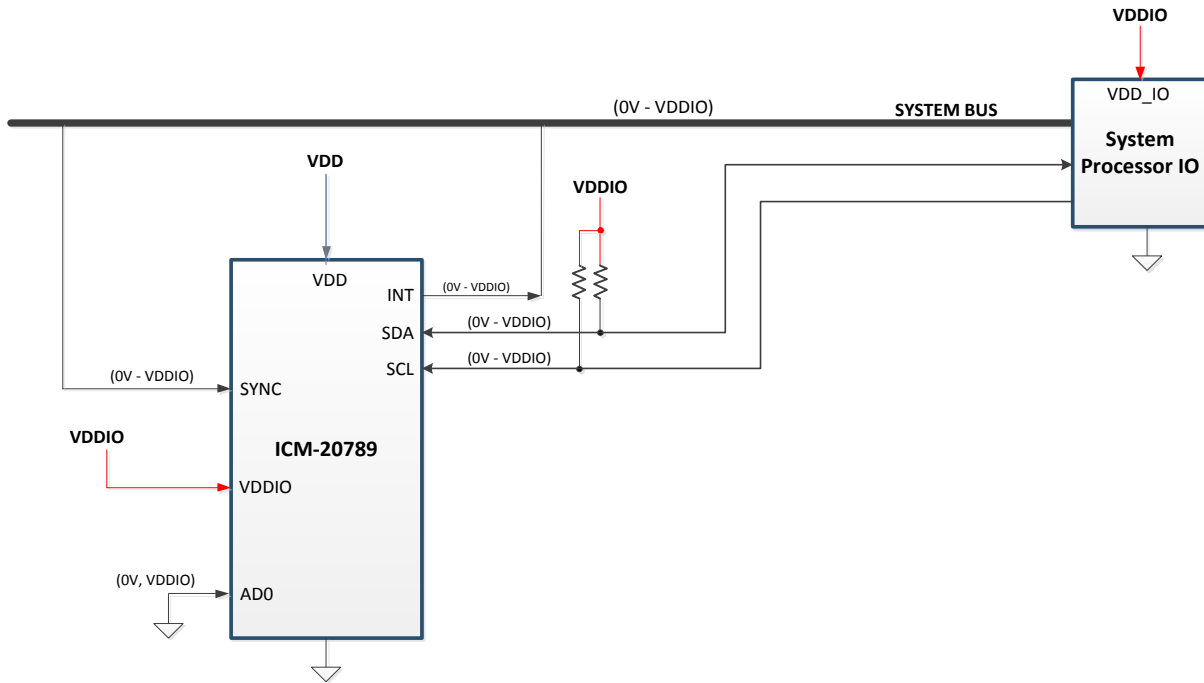 VDDIO
VDD_IO
System
Processor IO
(0V - VDDIO)
SYSTEM BUS
VDD
VDDIO
VDD
INT
(0V - VDDIO)
SDA
(0V - VDDIO)
SCL
(0V - VDDIO)
(0V - VDDIO)
SYNC
VDDIO
ICM-20789
VDDIO
(0V, VDDIO)
AD0